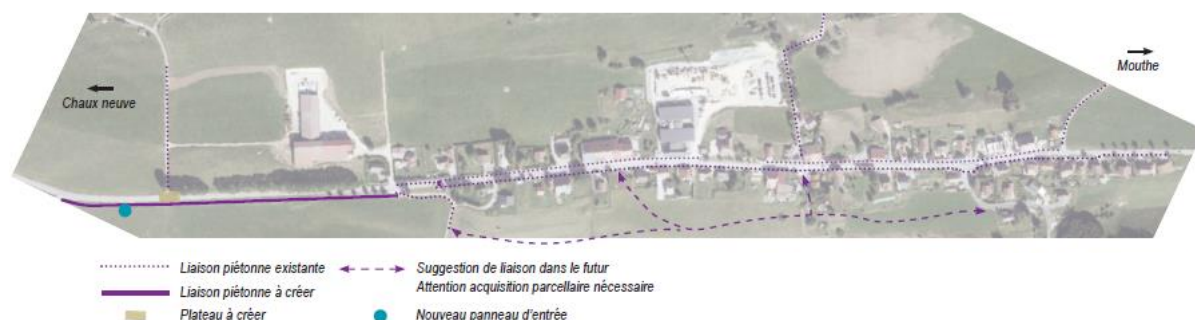 Chaux neuve
Mouthe
Liaison piétonne existante
Suggestion de liaison dans le futur
Attention acquisition parcellaire nécessaire
Liaison piétonne à créer
Plateau à créer
Nouveau panneau d'entrée